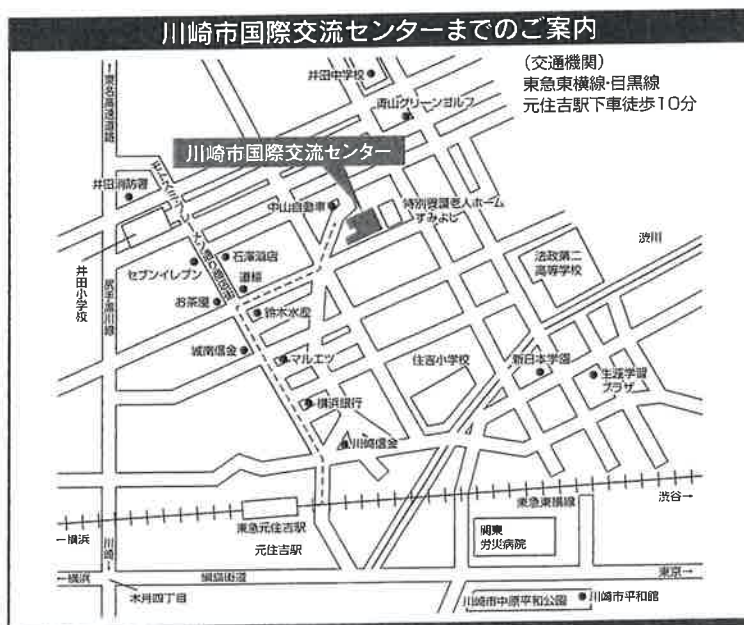 川崎市国際交流センターまでのご案内
(交通機関)
東急東横線・目黒線
元住吉駅下車徒歩10分
井田中学校
青山グリーンゴルフ
↑東名高速道路
川崎市国際交流センター
井田消防署
中山自動車
特別養護老人ホーム
すみよし
渋川
石澤酒店
道種
法政第二
高等学校
セブンイレブン
井田小学校
尻手黒川線
お茶屋
鈴木水産
城南信金
マルエツ
住吉小学校
新日本学園
生涯学習
プラザ
横浜銀行
川崎信金
東急東横線
渋谷→
東急元住吉駅
←横浜
元住吉駅
関東
労災病院
川崎→
←横浜
綱島街道
東京→
木月四丁目
川崎市中原平和公園
川崎市平和館